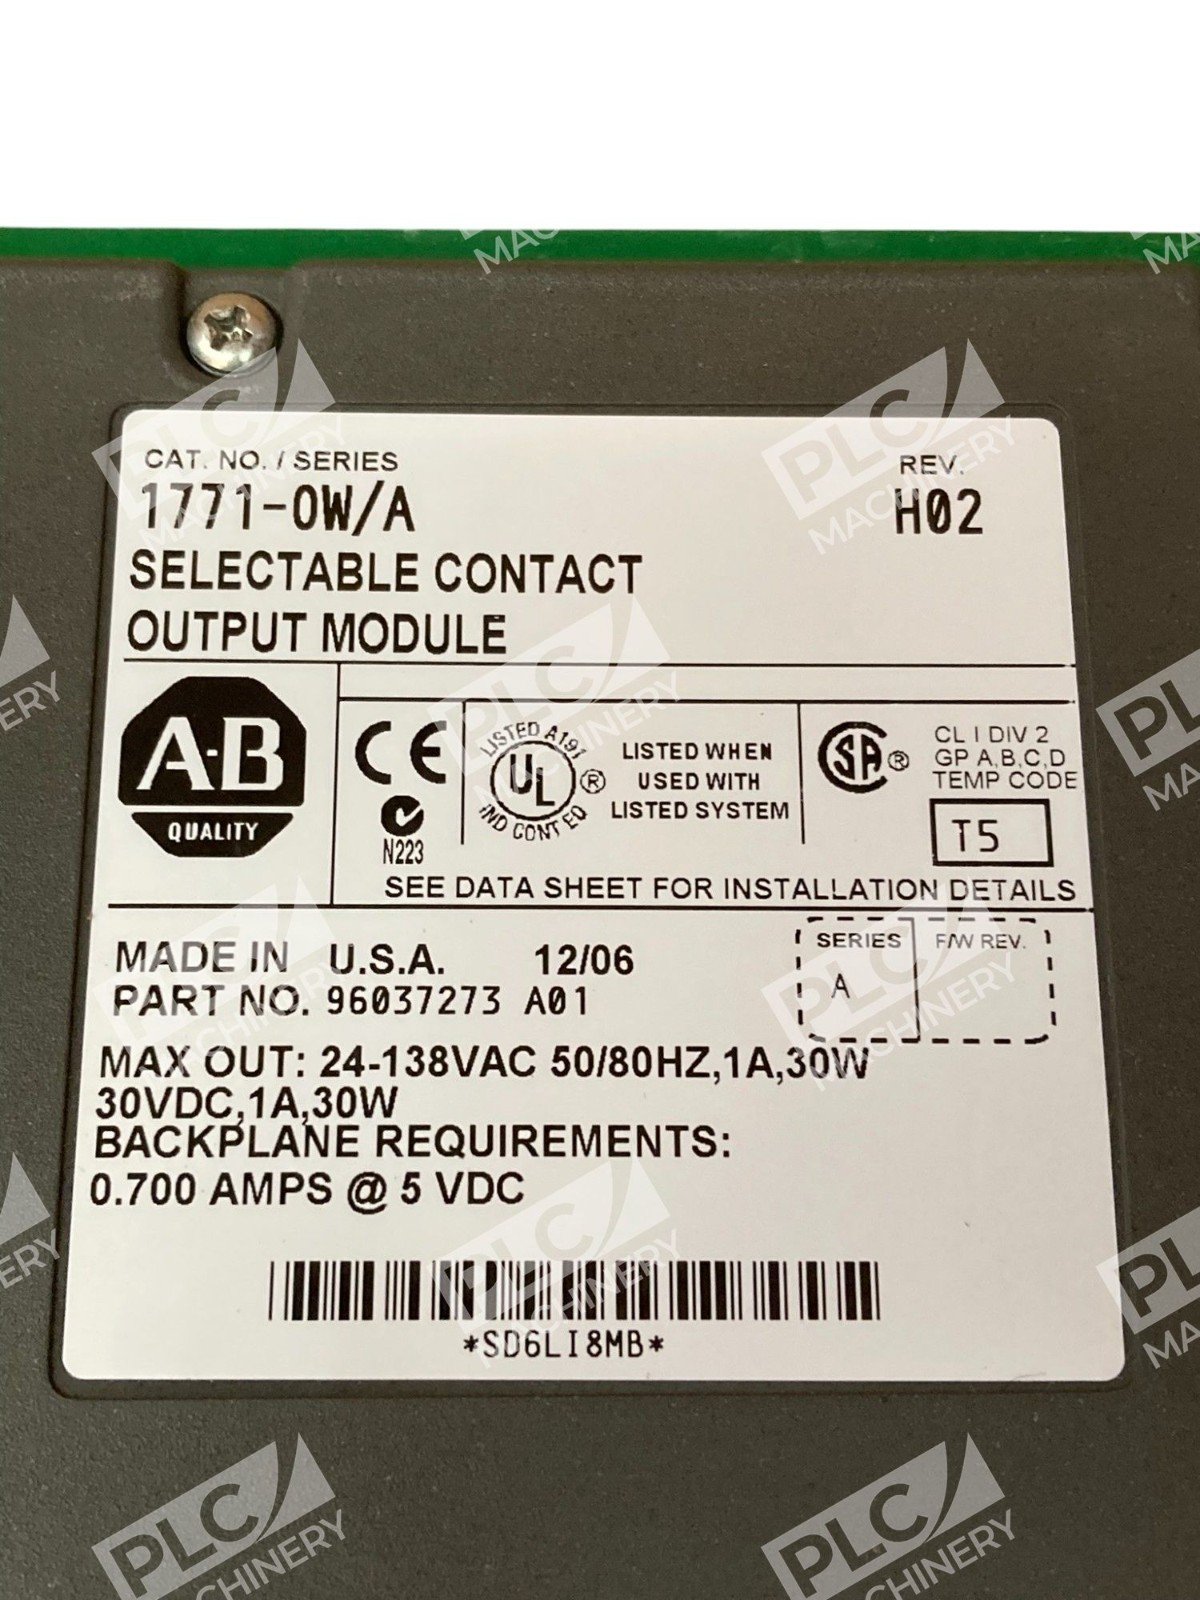 CAT. NO. / SERIES
REV.
1771-OW/A
H02
SELECTABLE CONTACT
OUTPUT MODULE
A-B
QUALITY
CE
N223
LISTED A191
UL ®
IND CONT EQ
LISTED WHEN
USED WITH
LISTED SYSTEM
SA ®
CL I DIV 2
GP A,B,C,D
TEMP CODE
T5
SEE DATA SHEET FOR INSTALLATION DETAILS
MADE IN U.S.A. 12/06
PART NO. 96037273 A01
SERIES
A
F/W REV.
MAX OUT: 24-138VAC 50/80HZ,1A,30W
30VDC,1A,30W
BACKPLANE REQUIREMENTS:
0.700 AMPS @ 5 VDC
*SD6LI8MB*
PLC
MACHINERY